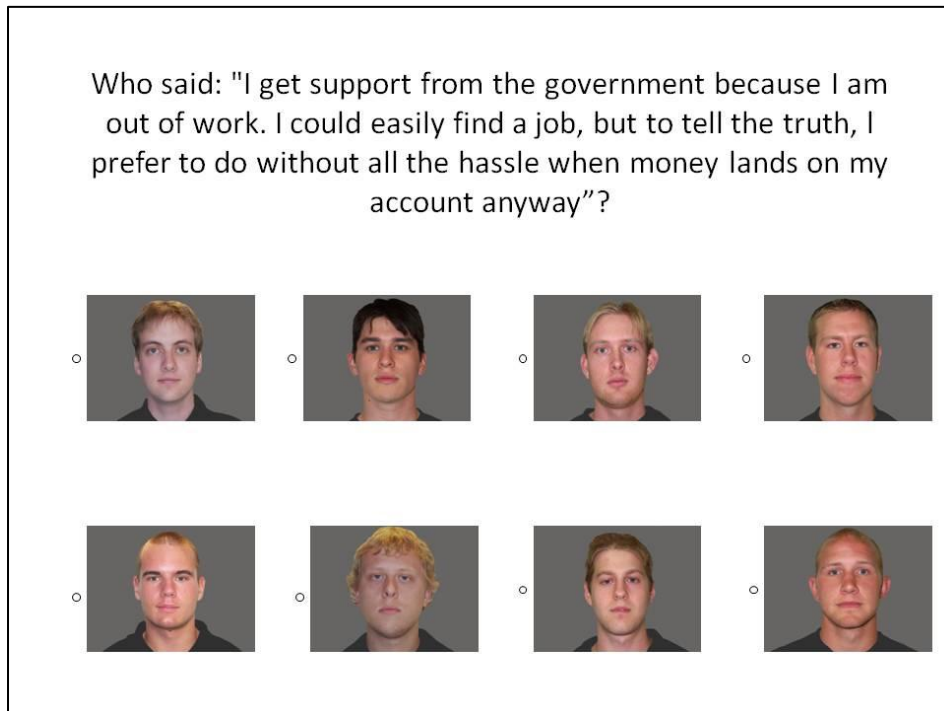 Who said: "I get support from the government because I am
out of work. I could easily find a job, but to tell the truth, I
prefer to do without all the hassle when money lands on my
account anyway”?